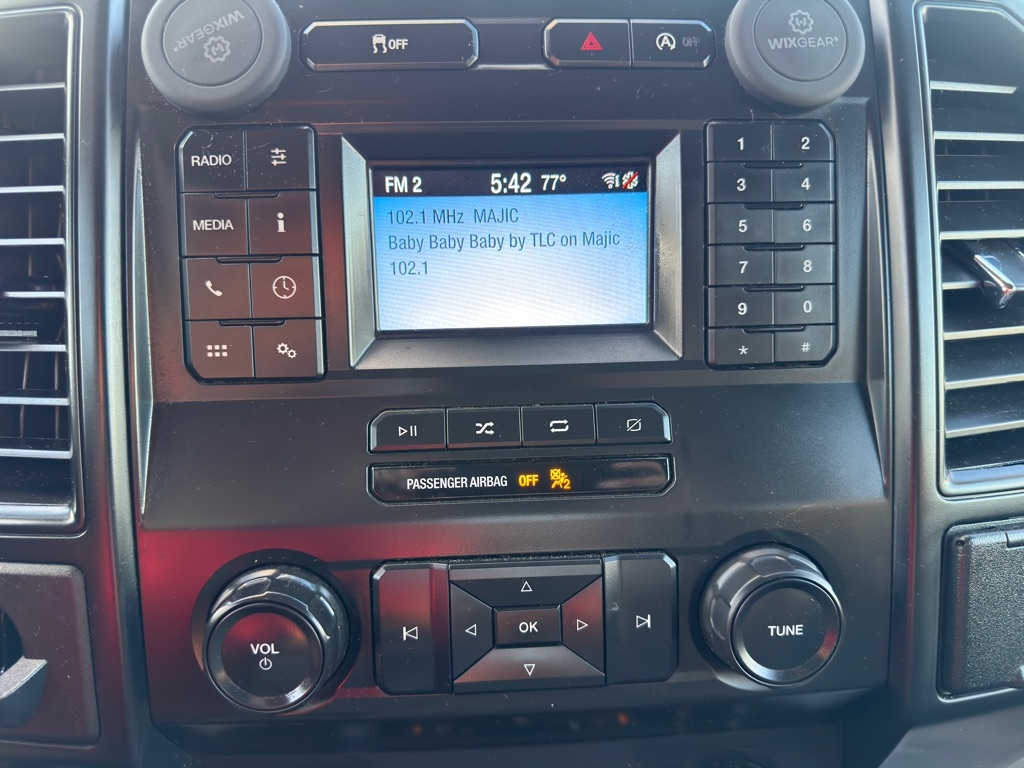 WIXGEAR®
OFF
A OFF
WIXGEAR®
RADIO
MEDIA
i
FM 2 5:42 77°
102.1 MHz MAJIC
Baby Baby Baby by TLC on Majic
102.1
1 2
3 4
5 6
7 8
9 0
* #
PASSENGER AIRBAG OFF 2
VOL
OK
TUNE